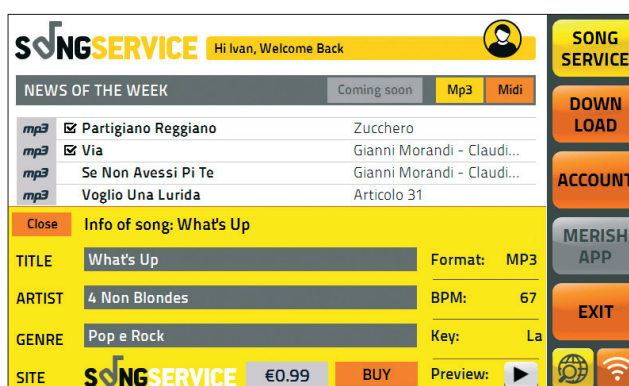 SONGSERVICE Hi Ivan, Welcome Back
NEWS OF THE WEEK Coming soon Mp3 Midi
mp3 Partigiano Reggiano Zucchero
mp3 Via Gianni Morandi - Claudi...
mp3 Se Non Avessi Pi Te Gianni Morandi - Claudi...
mp3 Voglio Una Lurida Articolo 31
Close Info of song: What's Up
TITLE What's Up Format: MP3
ARTIST 4 Non Blondes BPM: 67
GENRE Pop e Rock Key: La
SITE SONGSERVICE €0.99 BUY Preview:
SONG
SERVICE
DOWN
LOAD
ACCOUNT
MERISH
APP
EXIT